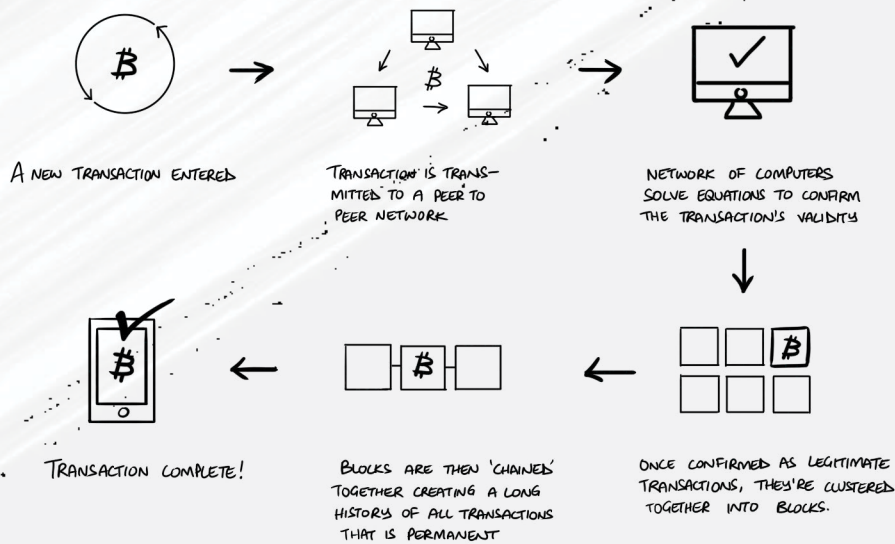 A NEW TRANSACTION ENTERED
TRANSACTION IS TRANS-
MITTED TO A PEER TO
PEER NETWORK
NETWORK OF COMPUTERS
SOLVE EQUATIONS TO CONFIRM
THE TRANSACTION'S VALIDITY
ONCE CONFIRMED AS LEGITIMATE
TRANSACTIONS, THEY'RE CLUSTERED
TOGETHER INTO BLOCKS.
BLOCKS ARE THEN 'CHAINED'
TOGETHER CREATING A LONG
HISTORY OF ALL TRANSACTIONS
THAT IS PERMANENT
TRANSACTION COMPLETE!